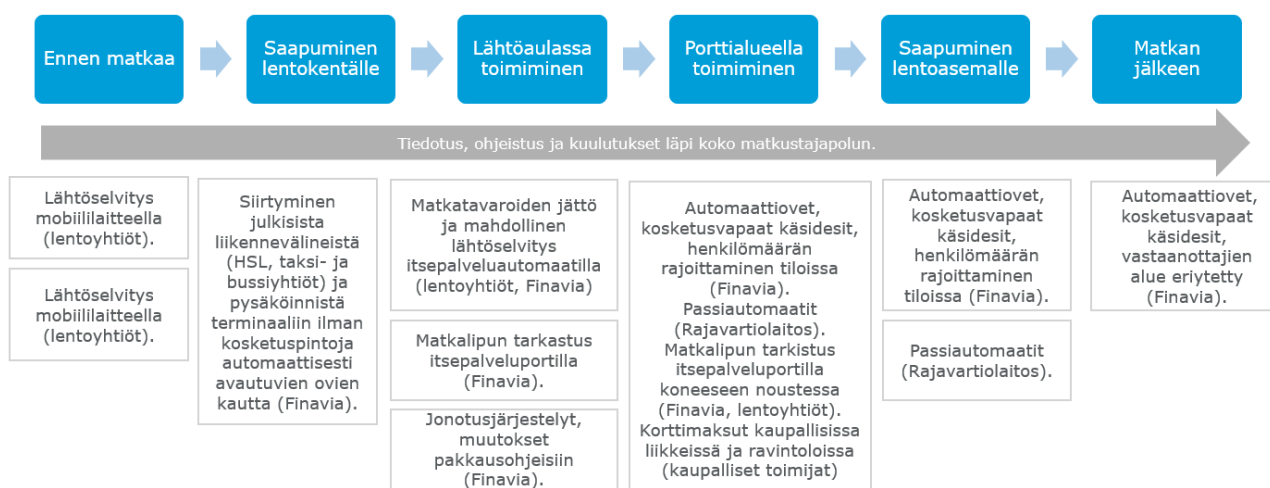 Ennen matkaa
Saapuminen
lentokentälle
Lähtöaulassa
toimiminen
Porttialueella
toimiminen
Saapuminen
lentoasemalle
Matkan
jälkeen
Tiedotus, ohjeistus ja kuulutukset läpi koko matkustajapolun.
Lähtöselvitys
mobiililaitteella
(lentoyhtiöt).
Lähtöselvitys
mobiililaitteella
(lentoyhtiöt).
Siirtyminen
julkisista
liikennevälineistä
(HSL, taksi- ja
bussiyhtiöt) ja
pysäköinnistä
terminaaliin ilman
kosketuspintoja
automaattisesti
avautuvien ovien
kautta (Finavia).
Matkatavaroiden jättö
ja mahdollinen
lähtöselvitys
itsepalveluautomaatilla
(lentoyhtiöt, Finavia)
Matkalipun tarkastus
itsepalveluportilla
(Finavia).
Jonotusjärjestelyt,
muutokset
pakkausohjeisiin
(Finavia).
Automaattiovet,
kosketusvapaat käsidesit,
henkilömäärän
rajoittaminen tiloissa
(Finavia).
Passiautomaatit
(Rajavartiolaitos).
Matkalipun tarkistus
itsepalveluportilla
koneeseen noustessa
(Finavia, lentoyhtiöt).
Korttimaksut kaupallisissa
liikkeissä ja ravintoloissa
(kaupalliset toimijat)
Automaattiovet,
kosketusvapaat
käsidesit,
henkilömäärän
rajoittaminen
tiloissa (Finavia).
Passiautomaatit
(Rajavartiolaitos).
Automaattiovet,
kosketusvapaat
käsidesit,
vastaanottajien
alue eriytetty
(Finavia).